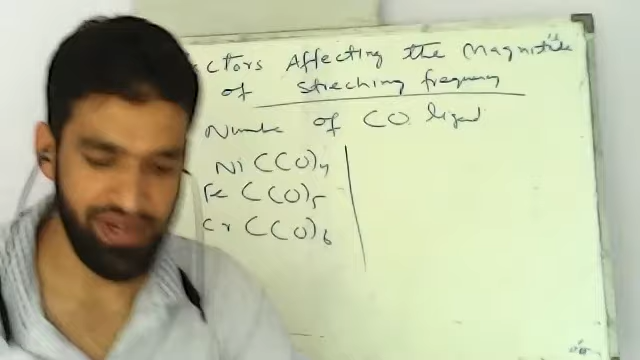 ctors Affecting the Magnitude
of streching frequency
Number of CO ligand
Ni (CO)4
Fe (CO)5
Cr (CO)6